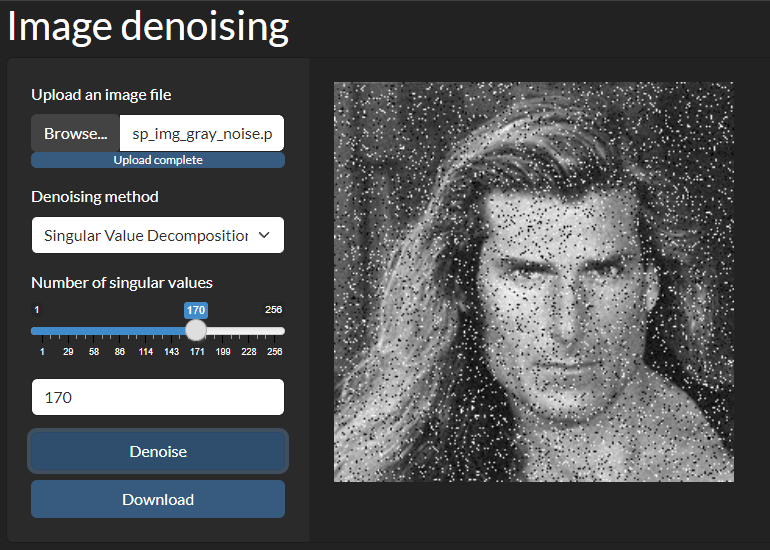 Image denoising
Upload an image file
Browse... sp_img_gray_noise.p
Upload complete
Denoising method
Singular Value Decomposition
Number of singular values
1 170 256
1 29 58 86 114 143 171 199 228 256
170
Denoise
Download